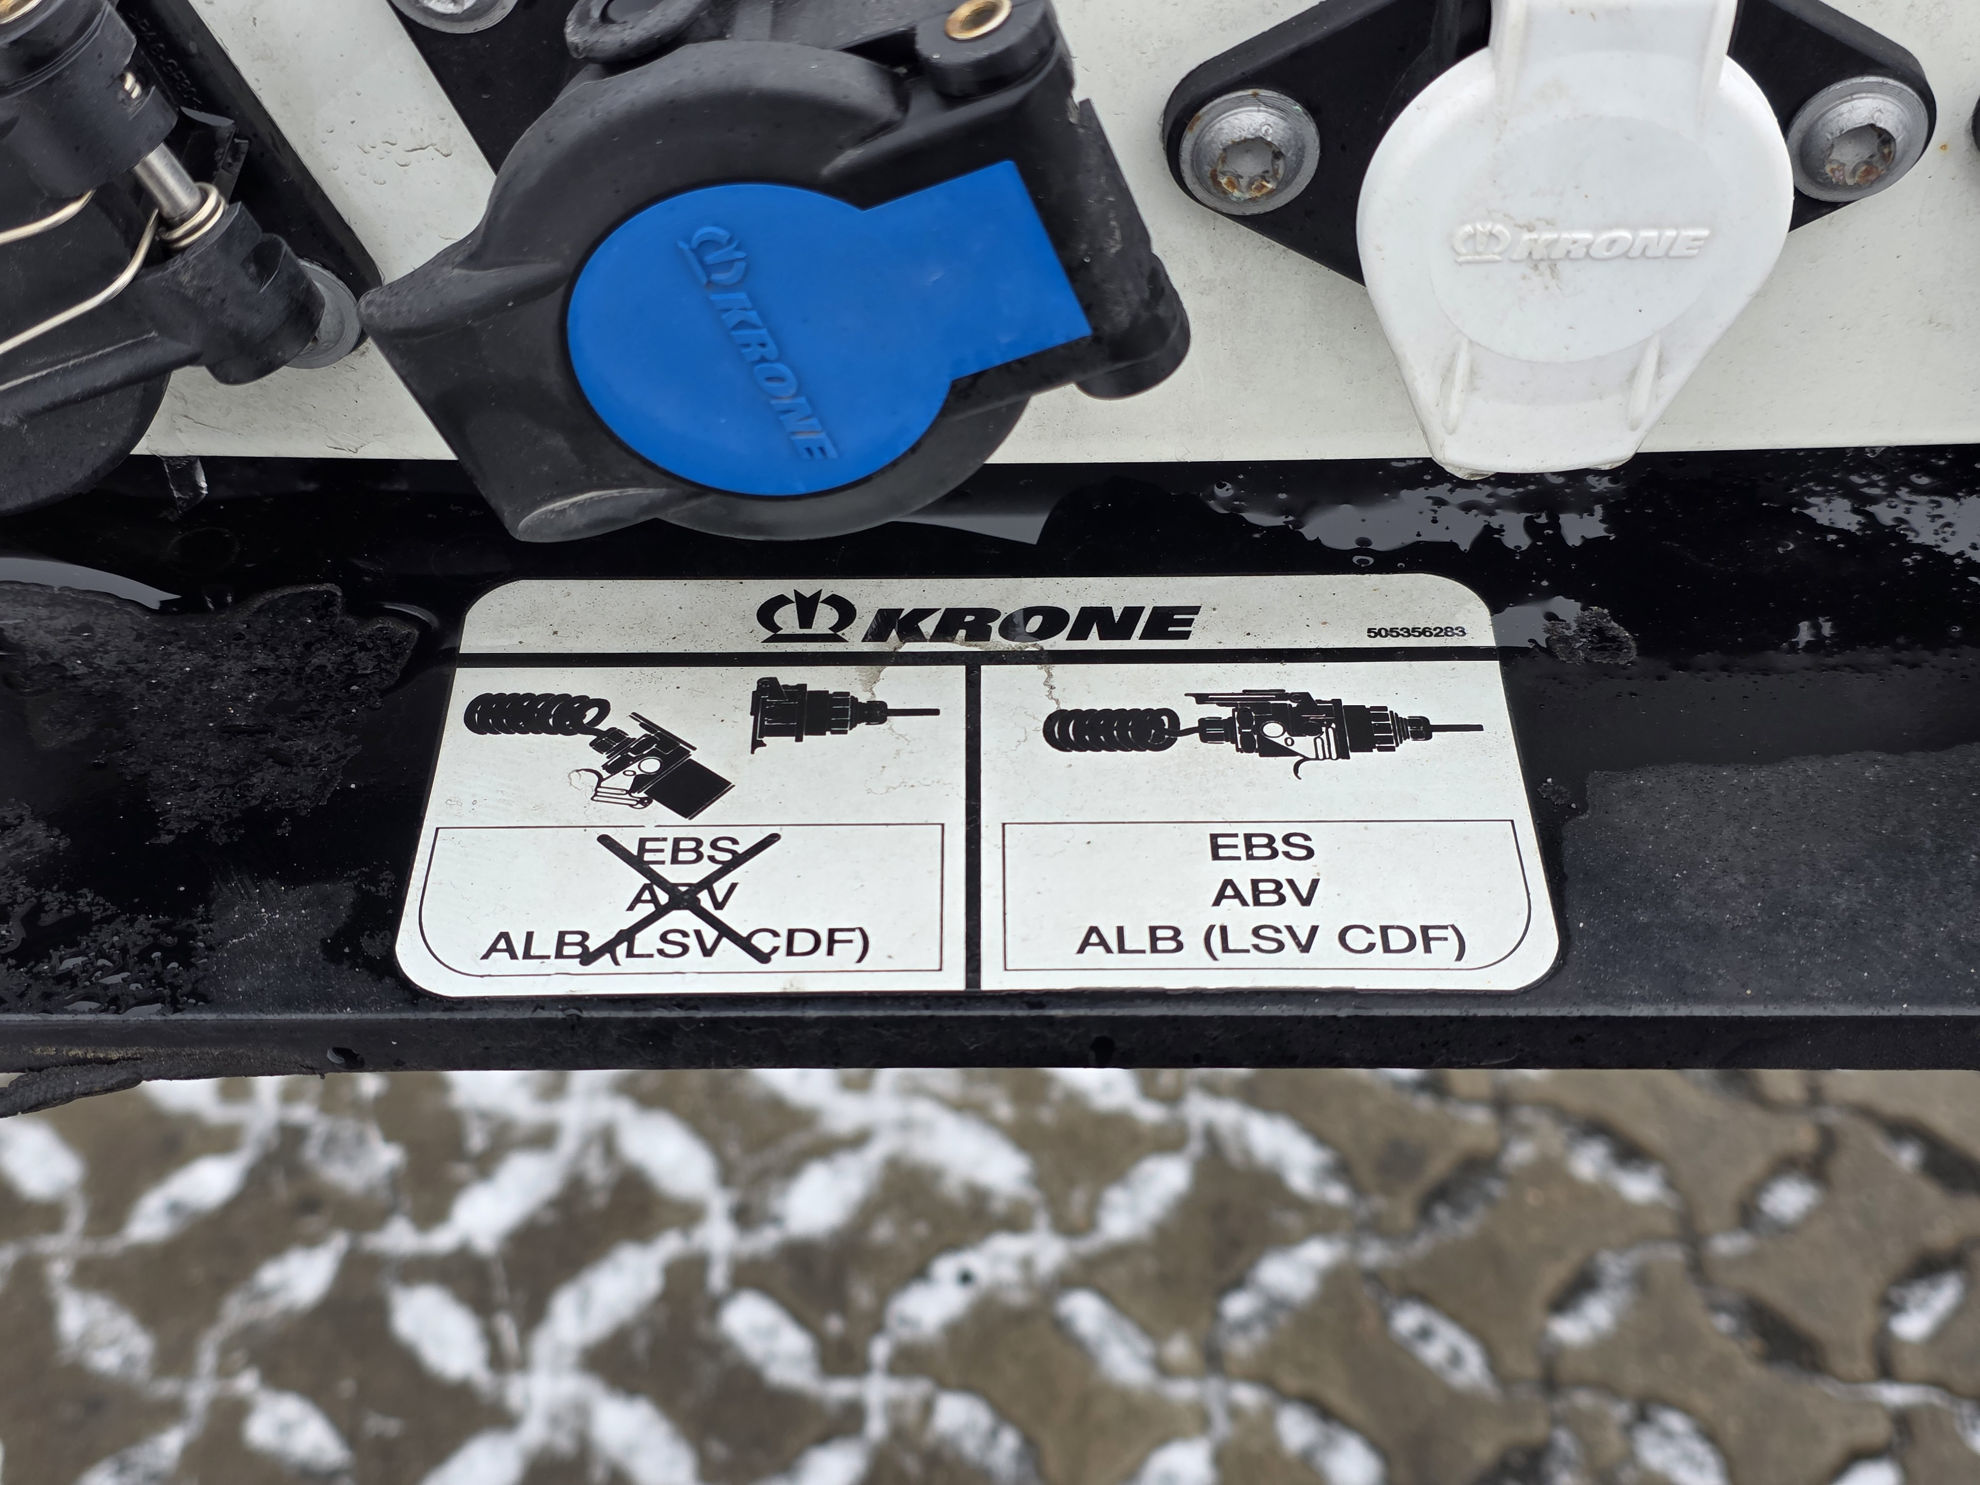 KRONE
KRONE
KRONE
505356283
EBS
ABV
ALB (LSV CDF)
EBS
ABV
ALB (LSV CDF)